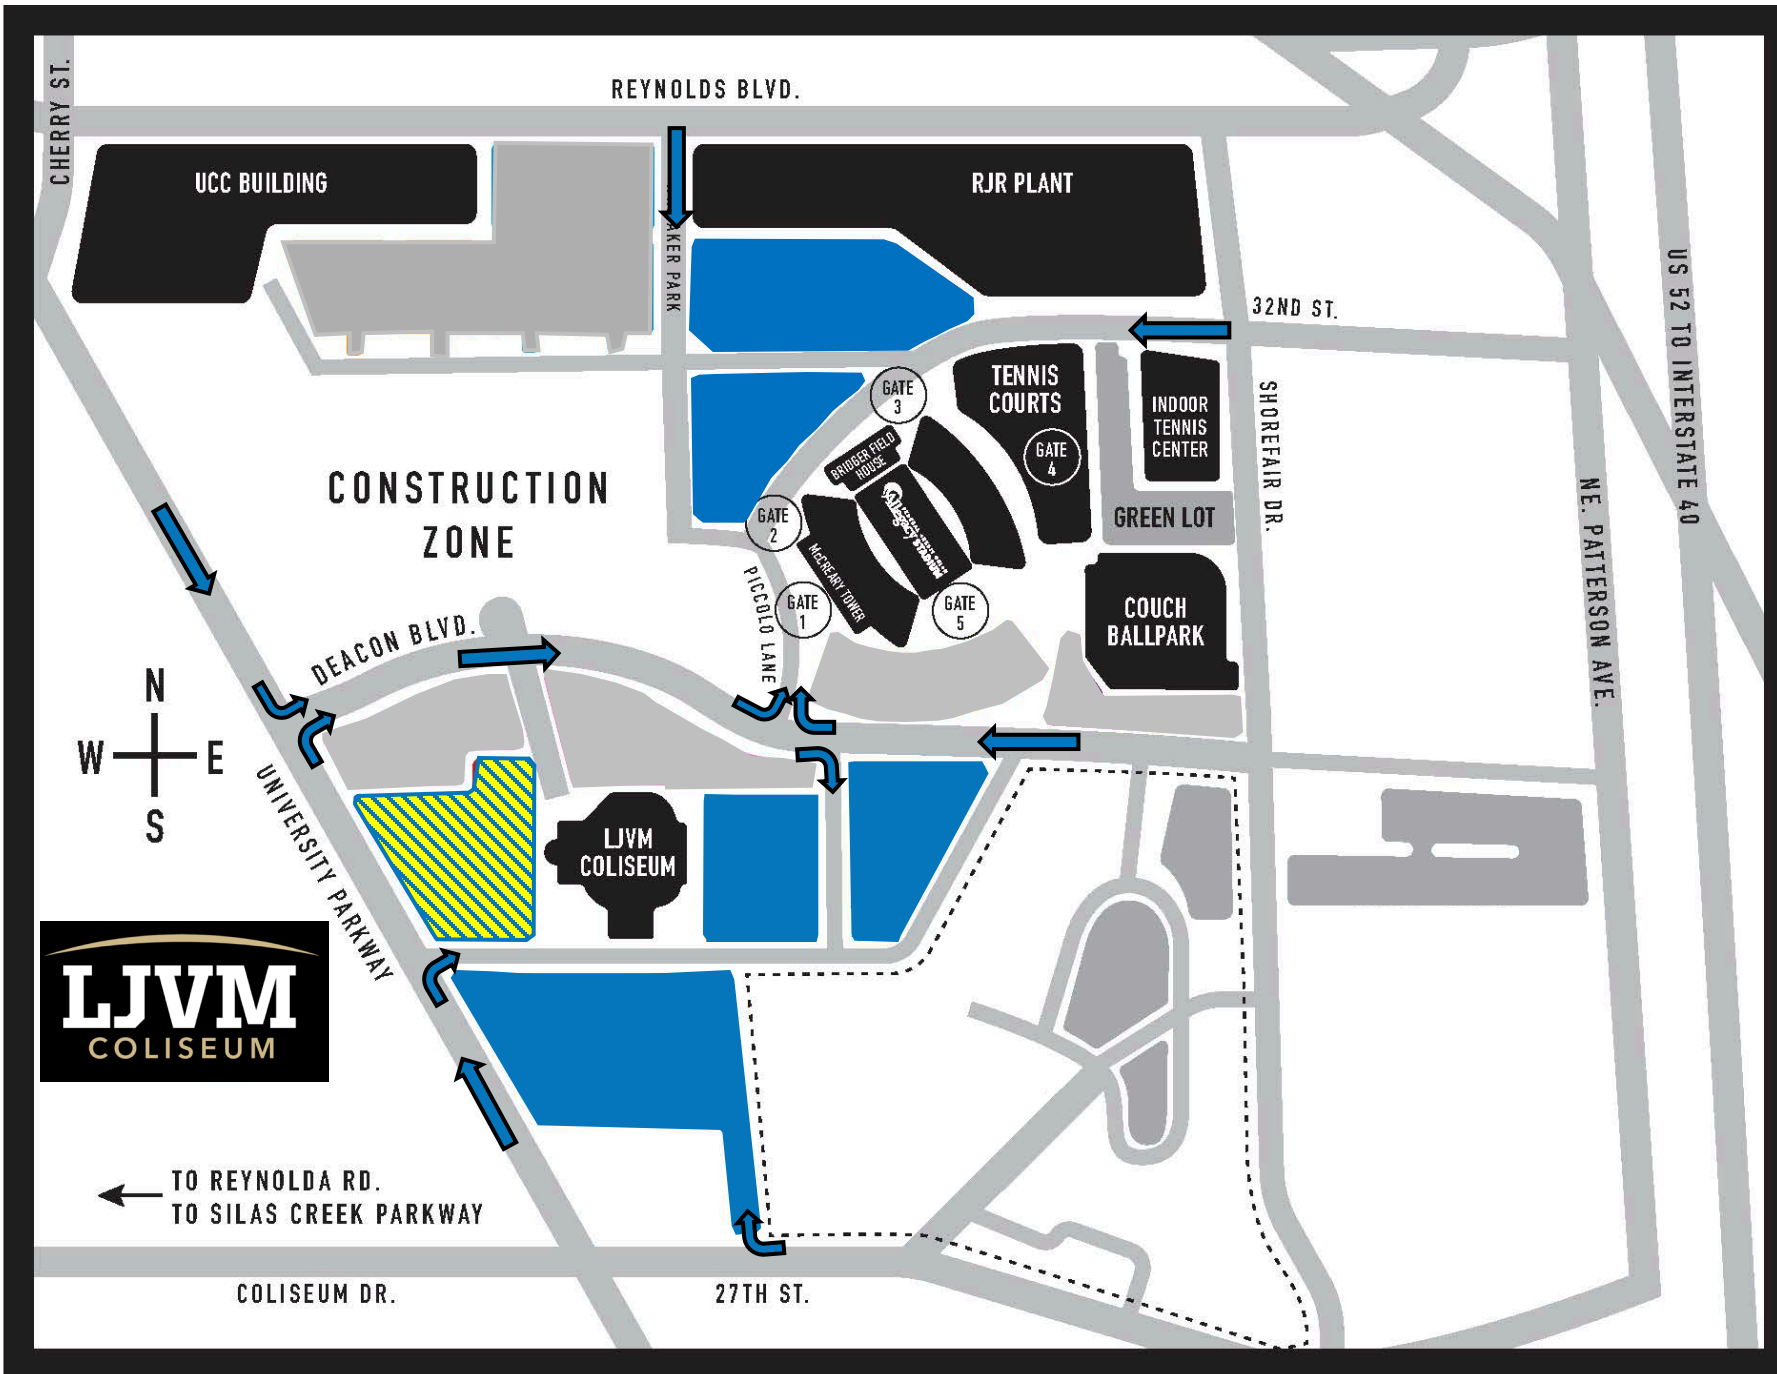 REYNOLDS BLVD.
CHERRY ST.
UCC BUILDING
RJR PLANT
AKER PARK
32ND ST.
US 52 TO INTERSTATE 40
GATE
3
TENNIS
COURTS
GATE
4
INDOOR
TENNIS
CENTER
SHOREFAIR DR.
BRIDGER FIELD
HOUSE
CONSTRUCTION
ZONE
GREEN LOT
NE. PATTERSON AVE.
GATE
2
Allegacy STADIUM
McCREARY TOWER
PICCOLO LANE
GATE
1
GATE
5
COUCH
BALLPARK
DEACON BLVD.
N
W E
S
UNIVERSITY PARKWAY
LJVM
COLISEUM
LJVM
COLISEUM
TO REYNOLDA RD.
TO SILAS CREEK PARKWAY
COLISEUM DR.
27TH ST.